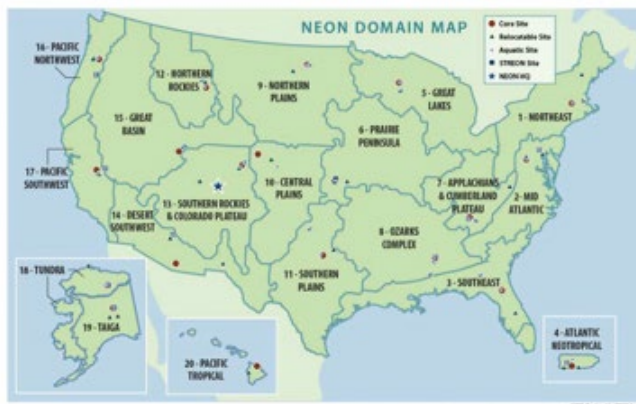 NEON DOMAIN MAP
Core Site
Relocatable Site
Aquatic Site
STREON Site
NEON HQ
16 - PACIFIC
NORTHWEST
12 - NORTHERN
ROCKIES
9 - NORTHERN
PLAINS
5 - GREAT
LAKES
1 - NORTHEAST
15 - GREAT
BASIN
6 - PRAIRIE
PENINSULA
17 - PACIFIC
SOUTHWEST
13 - SOUTHERN ROCKIES
& COLORADO PLATEAU
10 - CENTRAL
PLAINS
7 - APPLACHIANS
& CUMBERLAND
PLATEAU
2 - MID
ATLANTIC
14 - DESERT
SOUTHWEST
8 - OZARKS
COMPLEX
11 - SOUTHERN
PLAINS
3 - SOUTHEAST
18 - TUNDRA
19 - TAIGA
20 - PACIFIC
TROPICAL
4 - ATLANTIC
NEOTROPICAL